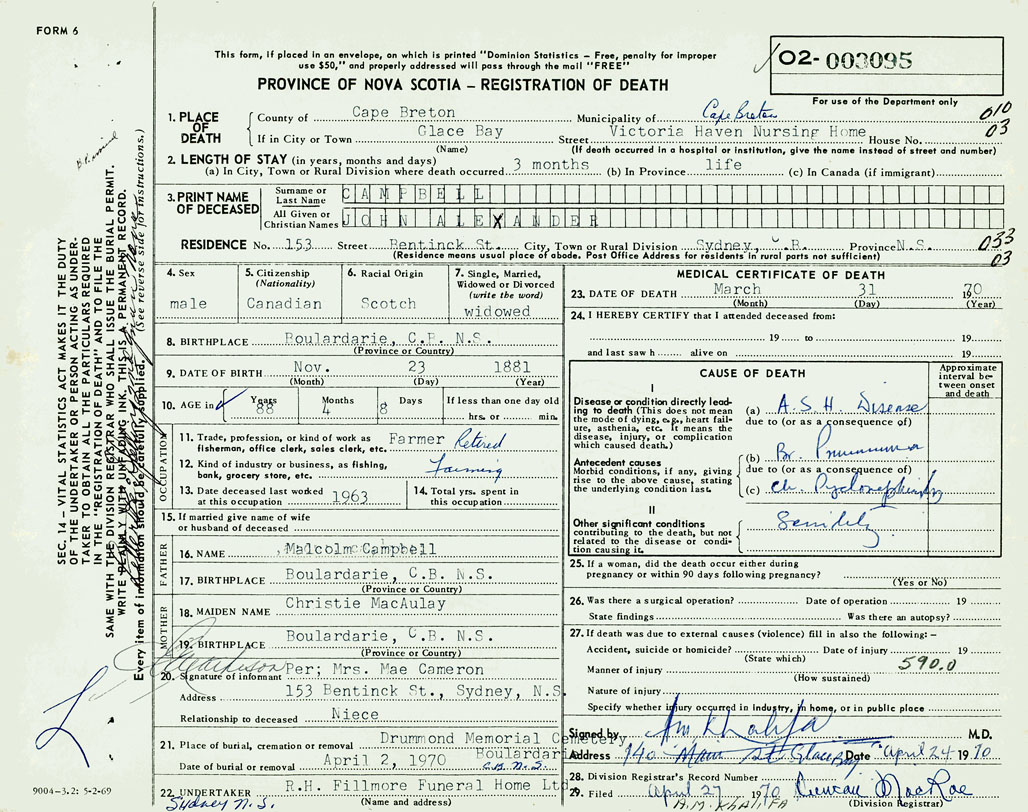 FORM 6
This form, if placed in an envelope, on which is printed "Dominion Statistics – Free, penalty for improper
use $50," and properly addressed will pass through the mail "FREE"
02- 003095
PROVINCE OF NOVA SCOTIA – REGISTRATION OF DEATH
For use of the Department only
1. PLACE OF DEATH
County of Cape Breton Municipality of Cape Breton 010
If in City or Town Glace Bay Street Victoria Haven Nursing Home House No. 03
(Name) (If death occurred in a hospital or institution, give the name instead of street and number)
2. LENGTH OF STAY (in years, months and days)
(a) In City, Town or Rural Division where death occurred 3 months (b) In Province life (c) In Canada (if immigrant)
3. PRINT NAME OF DECEASED
Surname or Last Name CAMPBELL
All Given or Christian Names JOHN ALEXANDER
RESIDENCE No. 153 Street Bentinck St. City, Town or Rural Division Sydney, C.B. Province N.S. 033
(Residence means usual place of abode. Post Office Address for residents in rural parts not sufficient) 03
4. Sex
male
5. Citizenship
(Nationality)
Canadian
6. Racial Origin
Scotch
7. Single, Married,
Widowed or Divorced
(write the word)
widowed
8. BIRTHPLACE Boulardarie, C.B. N.S.
(Province or Country)
9. DATE OF BIRTH Nov. 23 1881
(Month) (Day) (Year)
10. AGE in Years Months Days If less than one day old
88 4 8 hrs. or min.
OCCUPATION
11. Trade, profession, or kind of work as
fisherman, office clerk, sales clerk, etc. Farmer Retired
12. Kind of industry or business, as fishing,
bank, grocery store, etc. Farming
13. Date deceased last worked
at this occupation 1963
14. Total yrs. spent in
this occupation
15. If married give name of wife
or husband of deceased
FATHER
16. NAME Malcolm Campbell
17. BIRTHPLACE Boulardarie, C.B. N.S.
(Province or Country)
MOTHER
18. MAIDEN NAME Christie MacAulay
19. BIRTHPLACE Boulardarie, C.B. N.S.
(Province or Country)
20. Signature of informant Per; Mrs. Mae Cameron
Address 153 Bentinck St., Sydney, N.S.
Relationship to deceased Niece
21. Place of burial, cremation or removal Drummond Memorial Cemetery
Boulardarie
Date of burial or removal April 2, 1970 C.B. N.S.
22. UNDERTAKER R.H. Fillmore Funeral Home Ltd
Sydney N.S. (Name and address)
MEDICAL CERTIFICATE OF DEATH
23. DATE OF DEATH March 31 1970
(Month) (Day) (Year)
24. I HEREBY CERTIFY that I attended deceased from:
19 to 19
and last saw h alive on 19
CAUSE OF DEATH
Approximate
interval be-
tween onset
and death
I
Disease or condition directly lead-
ing to death (This does not mean
the mode of dying, e.g., heart fail-
ure, asthenia, etc. It means the
disease, injury, or complication
which caused death.)
(a) A.S.H. Disease
due to (or as a consequence of)
Antecedent causes
Morbid conditions, if any, giving
rise to the above cause, stating
the underlying condition last.
(b) Br. Pneumonia
due to (or as a consequence of)
(c) Ch. Pyelonephritis
II
Other significant conditions
contributing to the death, but not
related to the disease or condi-
tion causing it.
Senility
25. If a woman, did the death occur either during
pregnancy or within 90 days following pregnancy?
(Yes or No)
26. Was there a surgical operation? Date of operation 19
State findings Was there an autopsy?
27. If death was due to external causes (violence) fill in also the following:–
Accident, suicide or homicide? Date of injury 19
(State which) 590.0
Manner of injury
(How sustained)
Nature of injury
Specify whether injury occurred in industry, in home, or in public place
Signed by A M Khalifa M.D.
Address 140 Main St Glace Bay Date April 24 1970
28. Division Registrar's Record Number
29. Filed April 27 1970 Duncan MacRae
A.M. KHALIFA (Division Registrar)
SEC. 14 – VITAL STATISTICS ACT MAKES IT THE DUTY
OF THE UNDERTAKER OR PERSON ACTING AS UNDER-
TAKER TO OBTAIN ALL THE PARTICULARS REQUIRED
IN THE "REGISTRATION OF DEATH" AND TO FILE THE
SAME WITH THE DIVISION REGISTRAR WHO SHALL ISSUE THE BURIAL PERMIT.
WRITE PLAINLY WITH UNFADING INK. THIS IS A PERMANENT RECORD.
Every item of information should be carefully supplied. (See reverse side for instructions.)
9004-3.2: 5-2-69